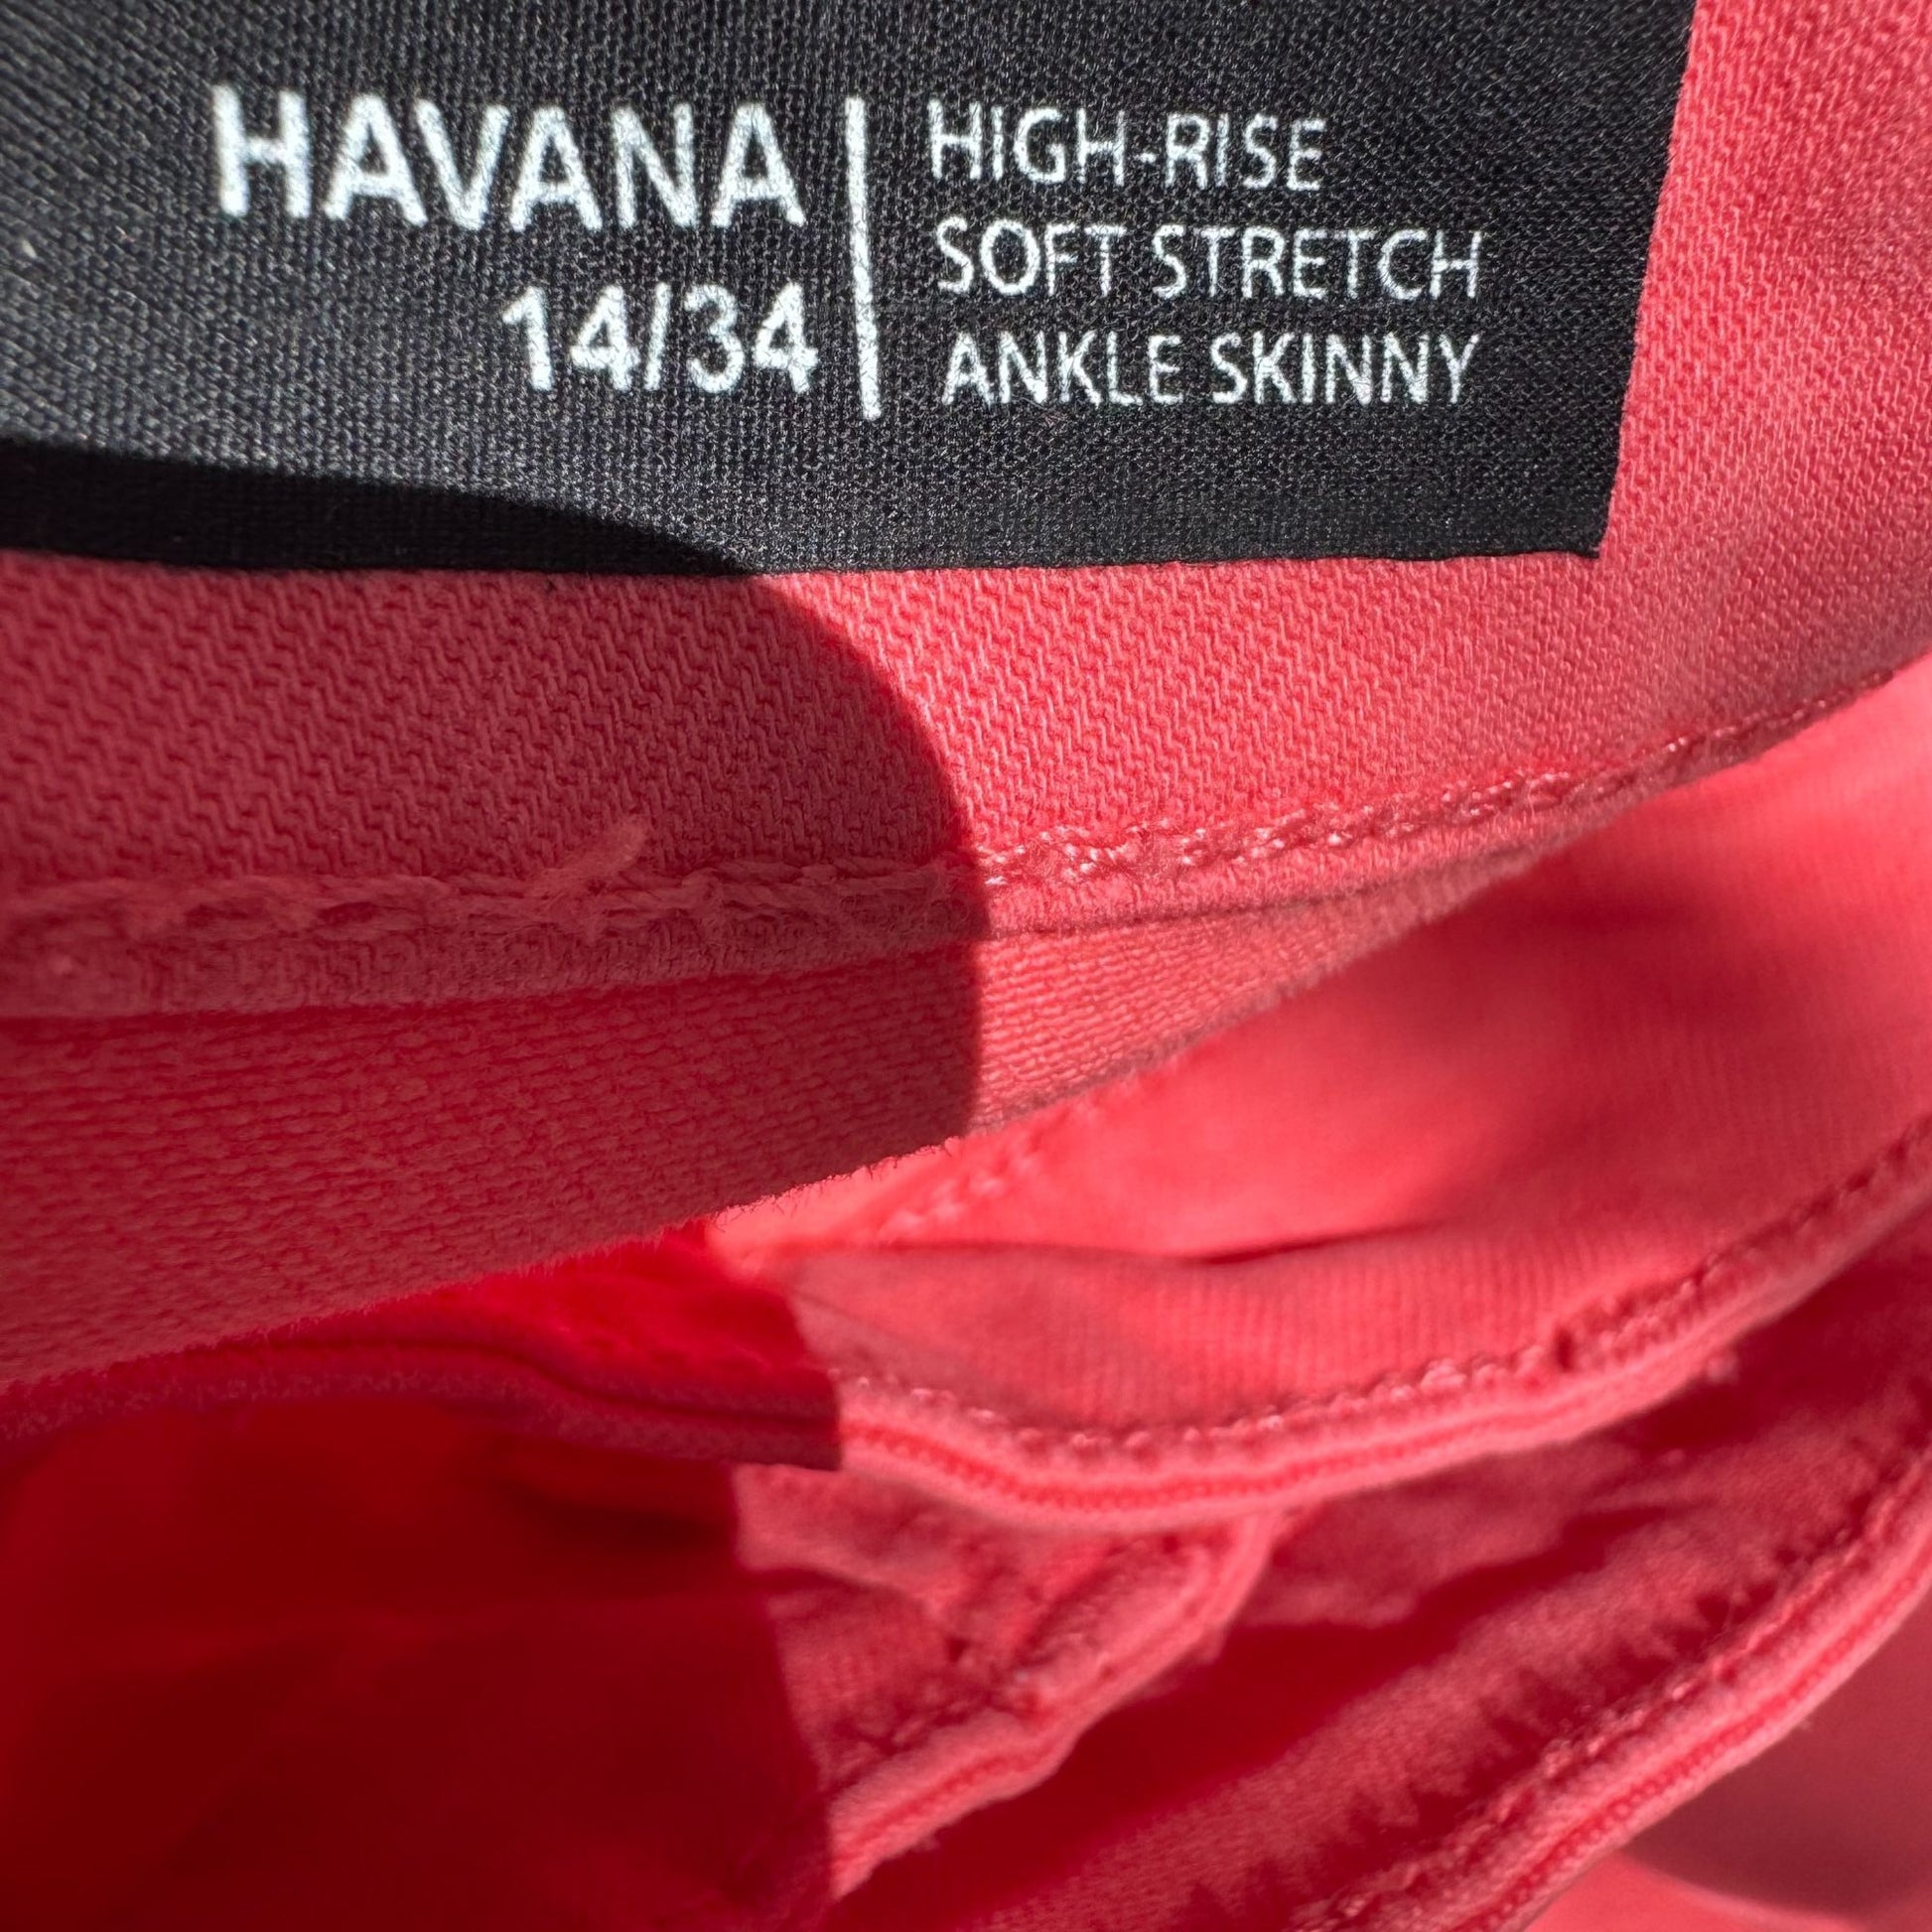 HAVANA
14/34
HIGH-RISE
SOFT STRETCH
ANKLE SKINNY